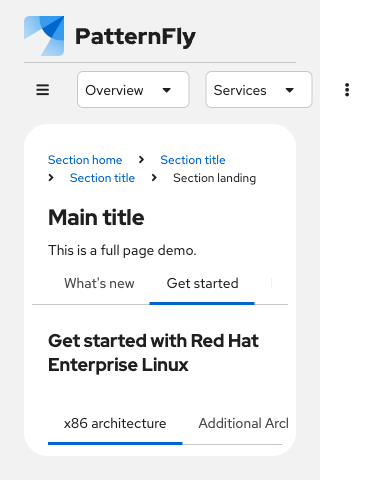 PatternFly
Overview Services
Section home Section title
Section title Section landing
Main title
This is a full page demo.
What's new Get started
Get started with Red Hat
Enterprise Linux
x86 architecture Additional